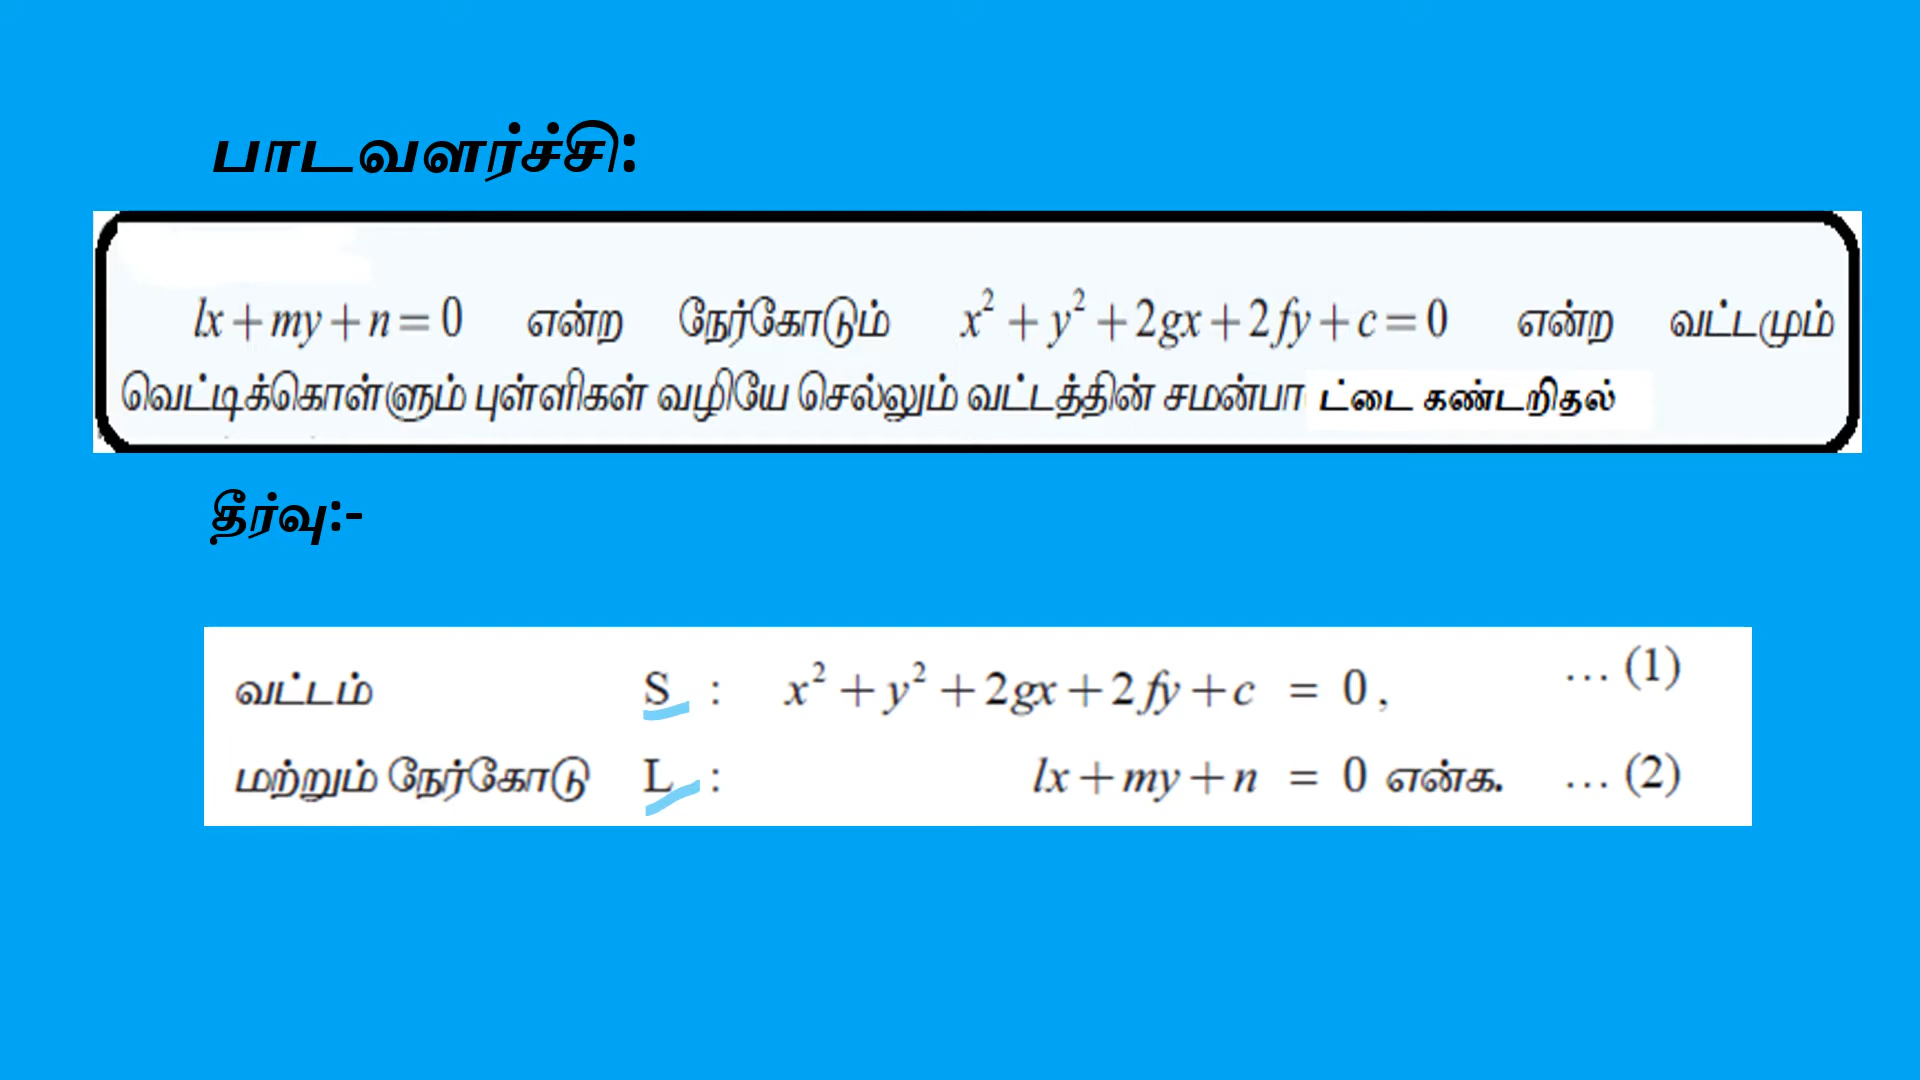 பாடவளர்ச்சி:
lx + my + n = 0 என்ற நேர்கோடும் x² + y² + 2gx + 2fy + c = 0 என்ற வட்டமும்
வெட்டிக்கொள்ளும் புள்ளிகள் வழியே செல்லும் வட்டத்தின் சமன்பாட்டை கண்டறிதல்
தீர்வு:-
வட்டம் S : x² + y² + 2gx + 2fy + c = 0 , … (1)
மற்றும் நேர்கோடு L : lx + my + n = 0 என்க. … (2)